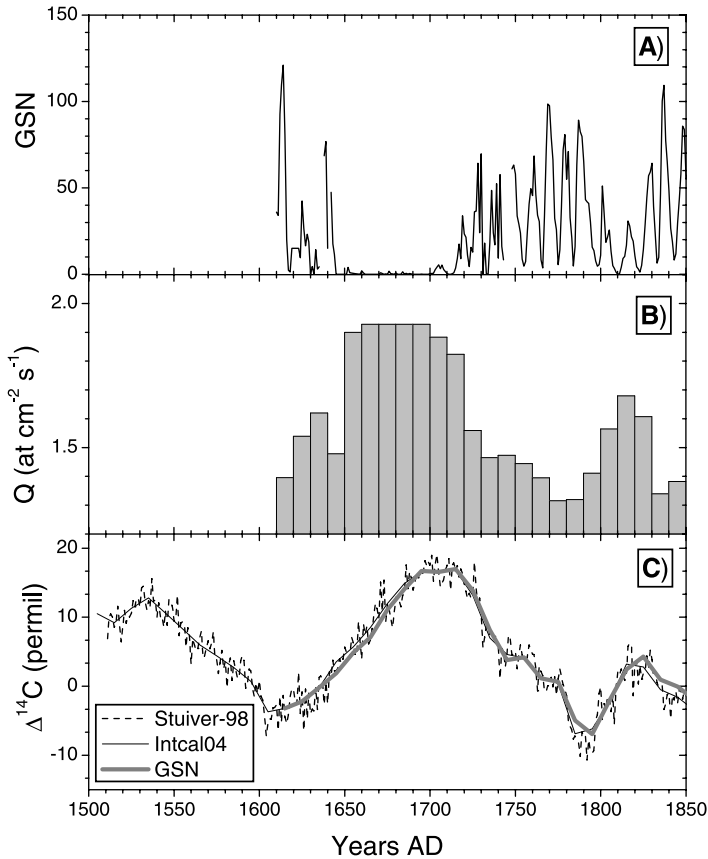 150
A)
100
GSN
50
0
2.0
B)
Q (at cm⁻² s⁻¹)
1.5
20
C)
10
Δ¹⁴C (permil)
0
-10
Stuiver-98
Intcal04
GSN
1500 1550 1600 1650 1700 1750 1800 1850
Years AD